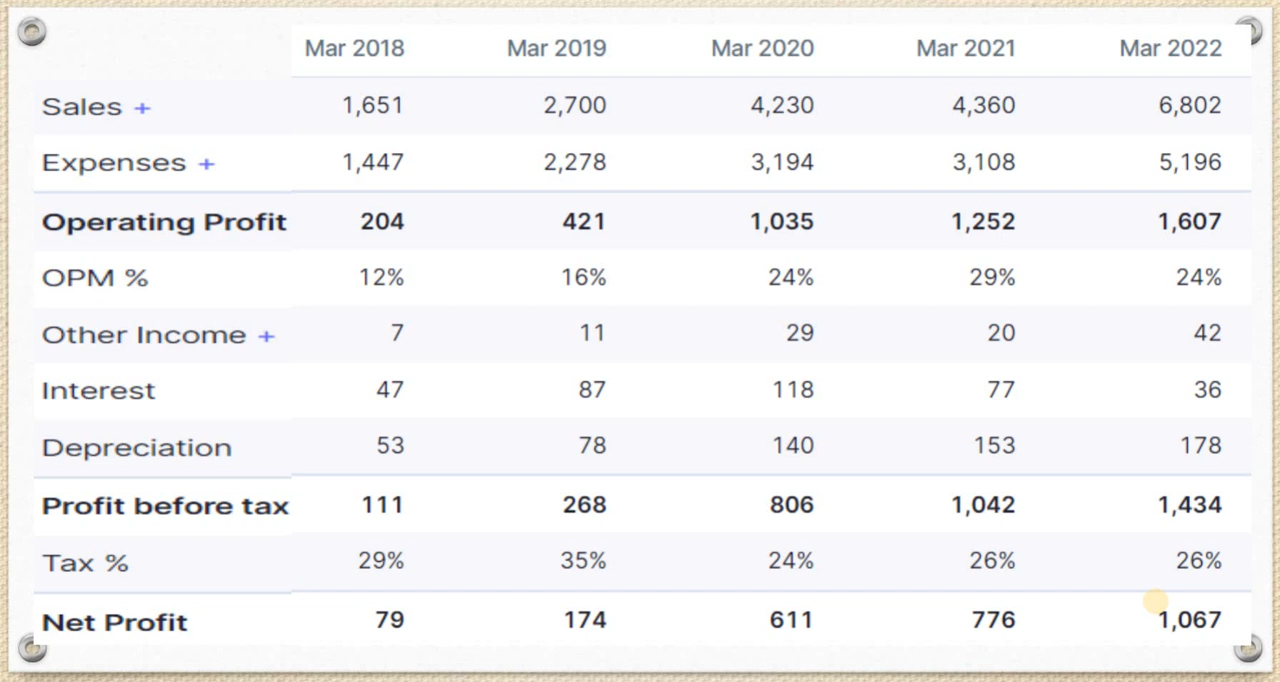 Mar 2018 Mar 2019 Mar 2020 Mar 2021 Mar 2022
Sales + 1,651 2,700 4,230 4,360 6,802
Expenses + 1,447 2,278 3,194 3,108 5,196
Operating Profit 204 421 1,035 1,252 1,607
OPM % 12% 16% 24% 29% 24%
Other Income + 7 11 29 20 42
Interest 47 87 118 77 36
Depreciation 53 78 140 153 178
Profit before tax 111 268 806 1,042 1,434
Tax % 29% 35% 24% 26% 26%
Net Profit 79 174 611 776 1,067